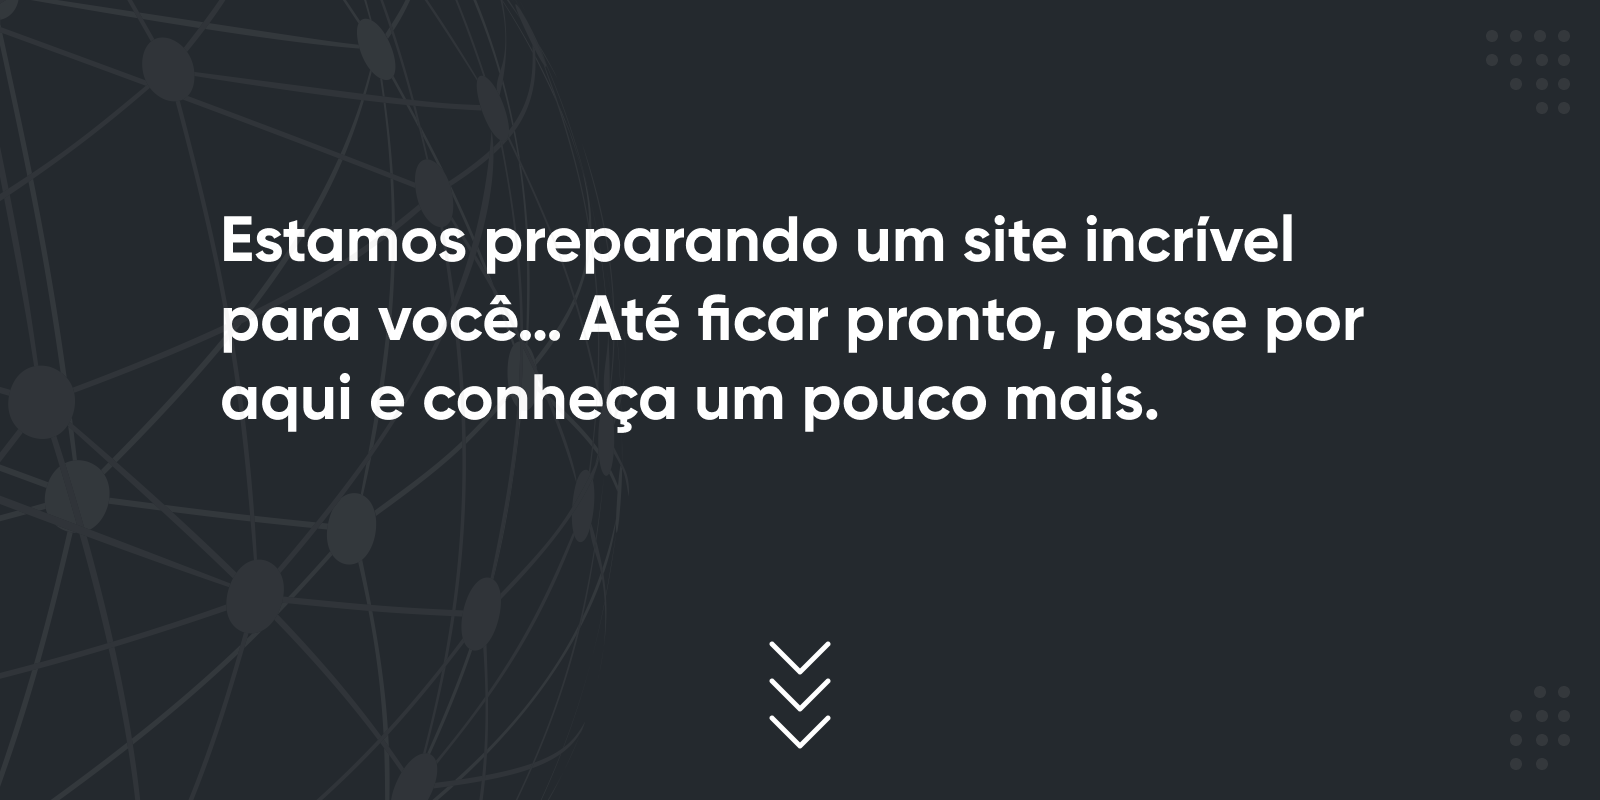 Estamos preparando um site incrível
para você... Até ficar pronto, passe por
aqui e conheça um pouco mais.